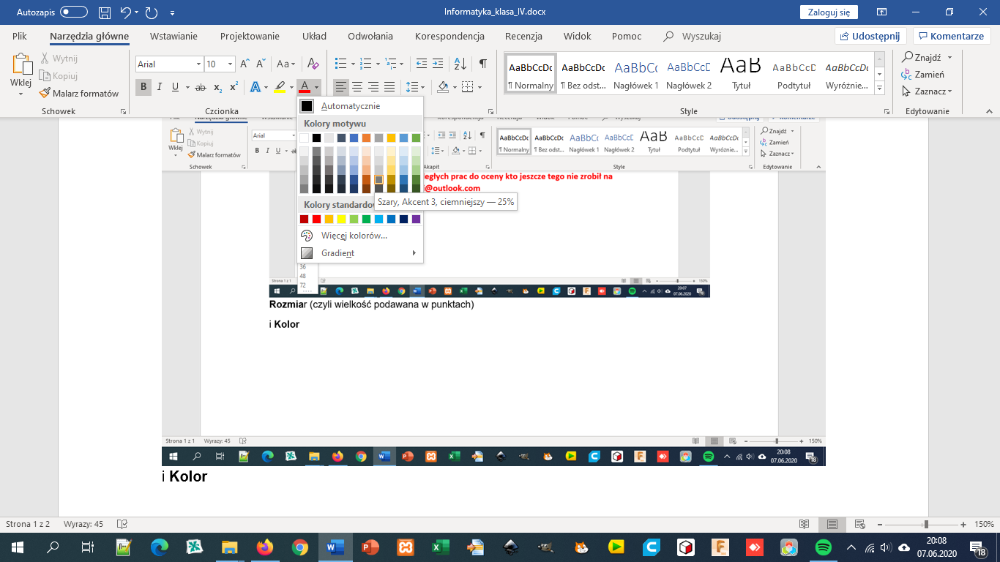 Autozapis
Informatyka_klasa_IV.docx
Zaloguj się
Plik Narzędzia główne Wstawianie Projektowanie Układ Odwołania Korespondencja Recenzja Widok Pomoc Wyszukaj Udostępnij Komentarze
Wklej
Wytnij
Kopiuj
Malarz formatów
Schowek
Arial 10
Aa
B I U ab x₂ x² A A
Czcionka
AaBbCcDc AaBbCcDc AaBbCc AaBbCcD AaB AaBbCcD AaBbCcDc
¶ Normalny ¶ Bez odst... Nagłówek 1 Nagłówek 2 Tytuł Podtytuł Wyróżnie...
Style
Znajdź
Zamień
Zaznacz
Edytowanie
Automatycznie
Kolory motywu
Szary, Akcent 3, ciemniejszy — 25%
Więcej kolorów...
Gradient
Wklej
Wytnij
Kopiuj
Malarz formatów
Schowek
Arial
B I U
Akapit
AaBbCcDc AaBbCcDc AaBbCc AaBbCcD AaB AaBbCcD AaBbCcDc
¶ Normalny ¶ Bez odst... Nagłówek 1 Nagłówek 2 Tytuł Podtytuł Wyróżnie...
Style
Znajdź
Zamień
Zaznacz
Edytowanie
prac do oceny kto jeszcze tego nie zrobił na
@outlook.com
36
48
72
Strona 1 z 1
150%
20:07
07.06.2020
Rozmiar (czyli wielkość podawana w punktach)
i Kolor
Strona 1 z 1 Wyrazy: 45 150%
20:08
07.06.2020
18
i Kolor
Strona 1 z 2 Wyrazy: 45 150%
20:08
07.06.2020
18